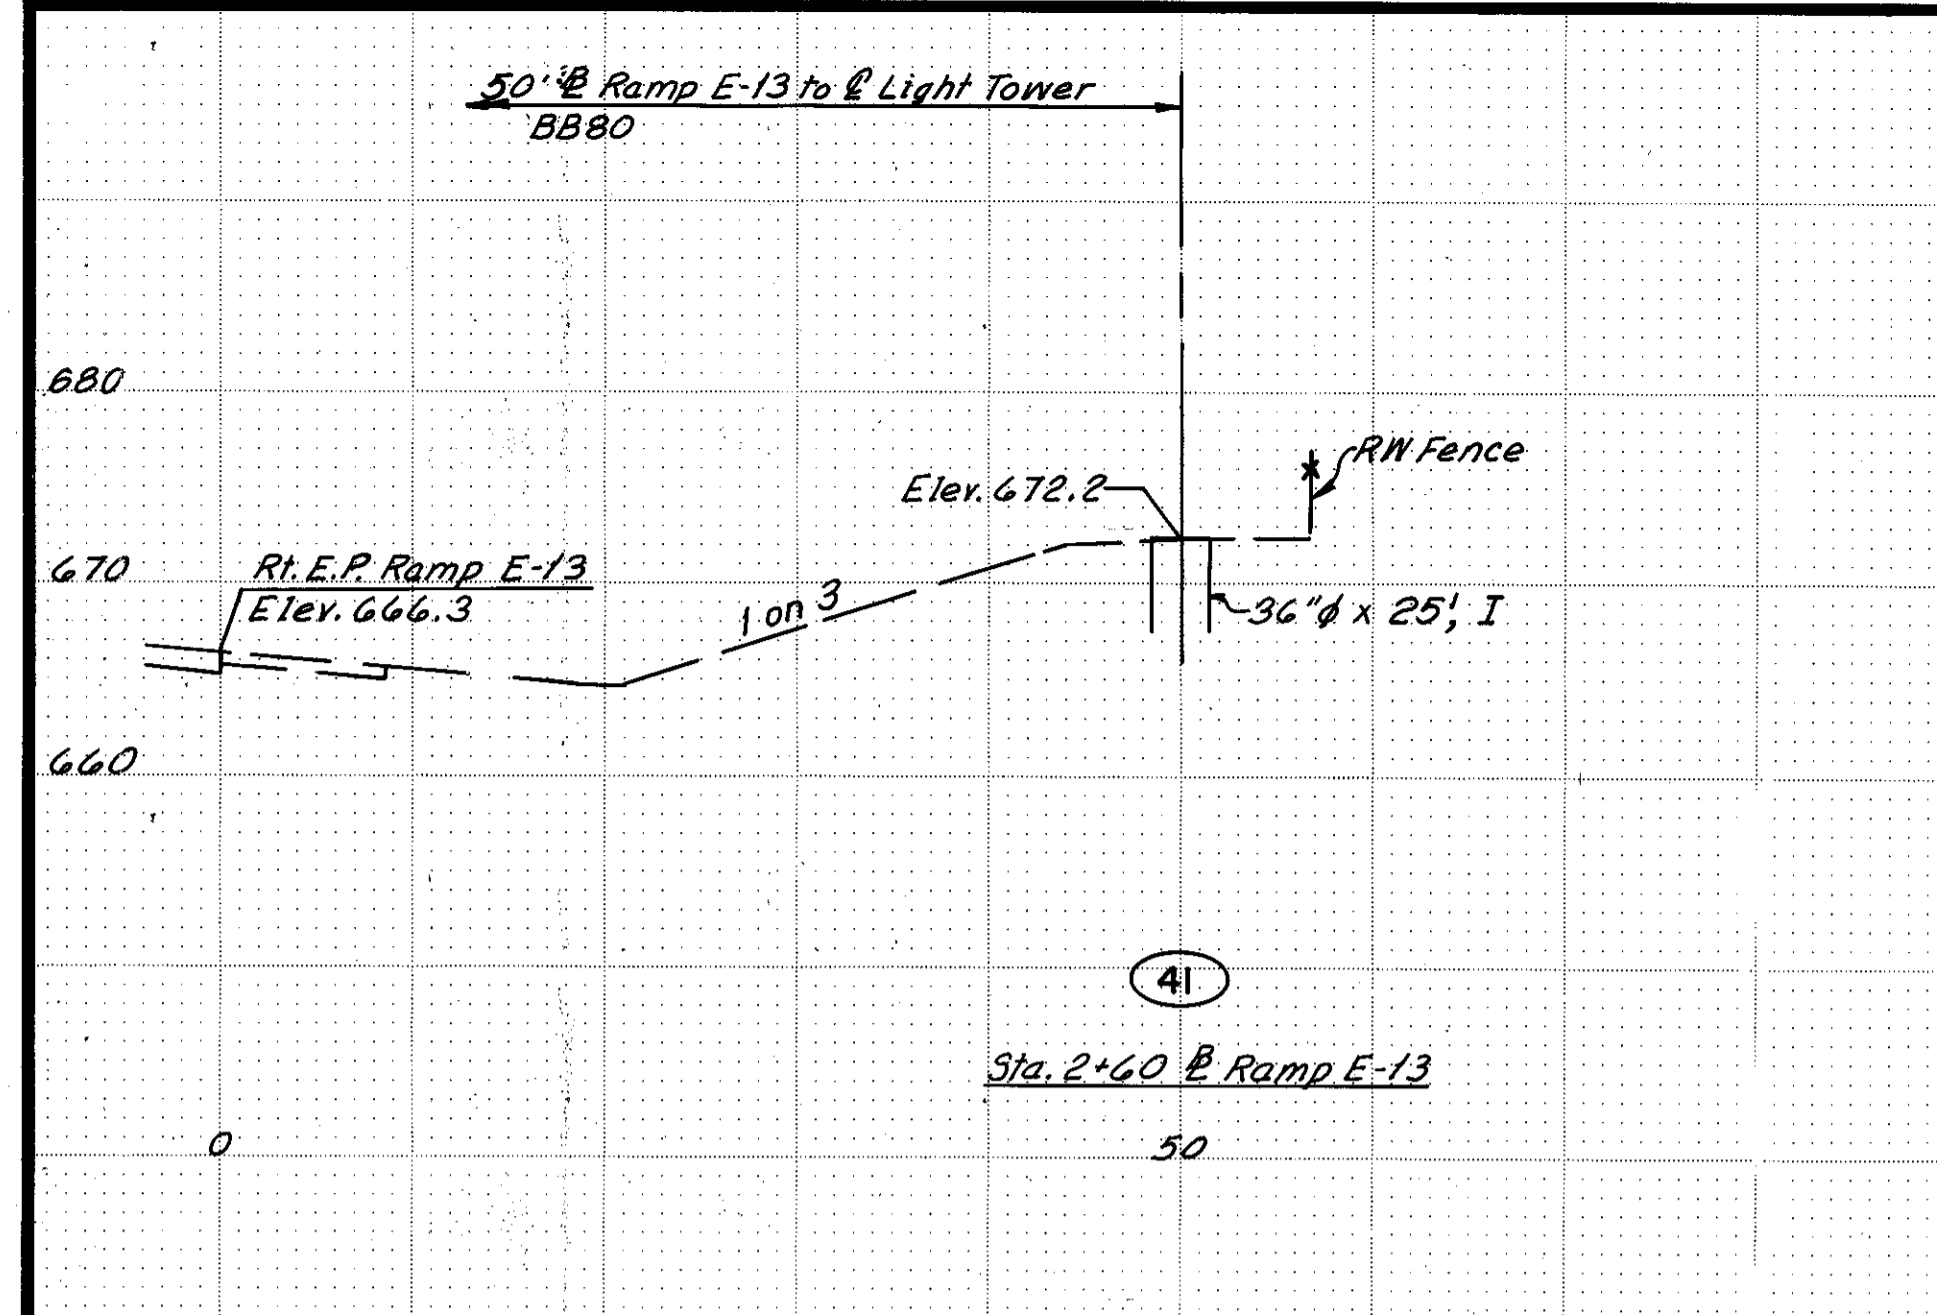 50' ⅊ Ramp E-13 to ℄ Light Tower
BB80
680
RW Fence
Elev. 672.2
670
Rt. E.P. Ramp E-13
Elev. 666.3
1 on 3
36"ϕ x 25', I
660
41
Sta. 2+60 ⅊ Ramp E-13
0
50